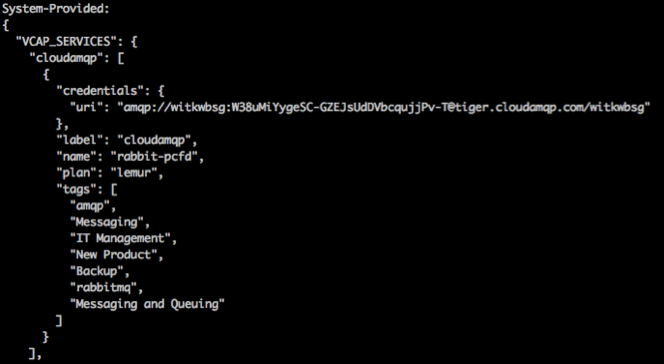 System-Provided:
{
  "VCAP_SERVICES": {
    "cloudamqp": [
      {
        "credentials": {
          "uri": "amqp://witkwbsg:W38uMiYygeSC-GZEJsUdDVbcqujjPv-T@tiger.cloudamqp.com/witkwbsg"
        },
        "label": "cloudamqp",
        "name": "rabbit-pcfd",
        "plan": "lemur",
        "tags": [
          "amqp",
          "Messaging",
          "IT Management",
          "New Product",
          "Backup",
          "rabbitmq",
          "Messaging and Queuing"
        ]
      }
    ],